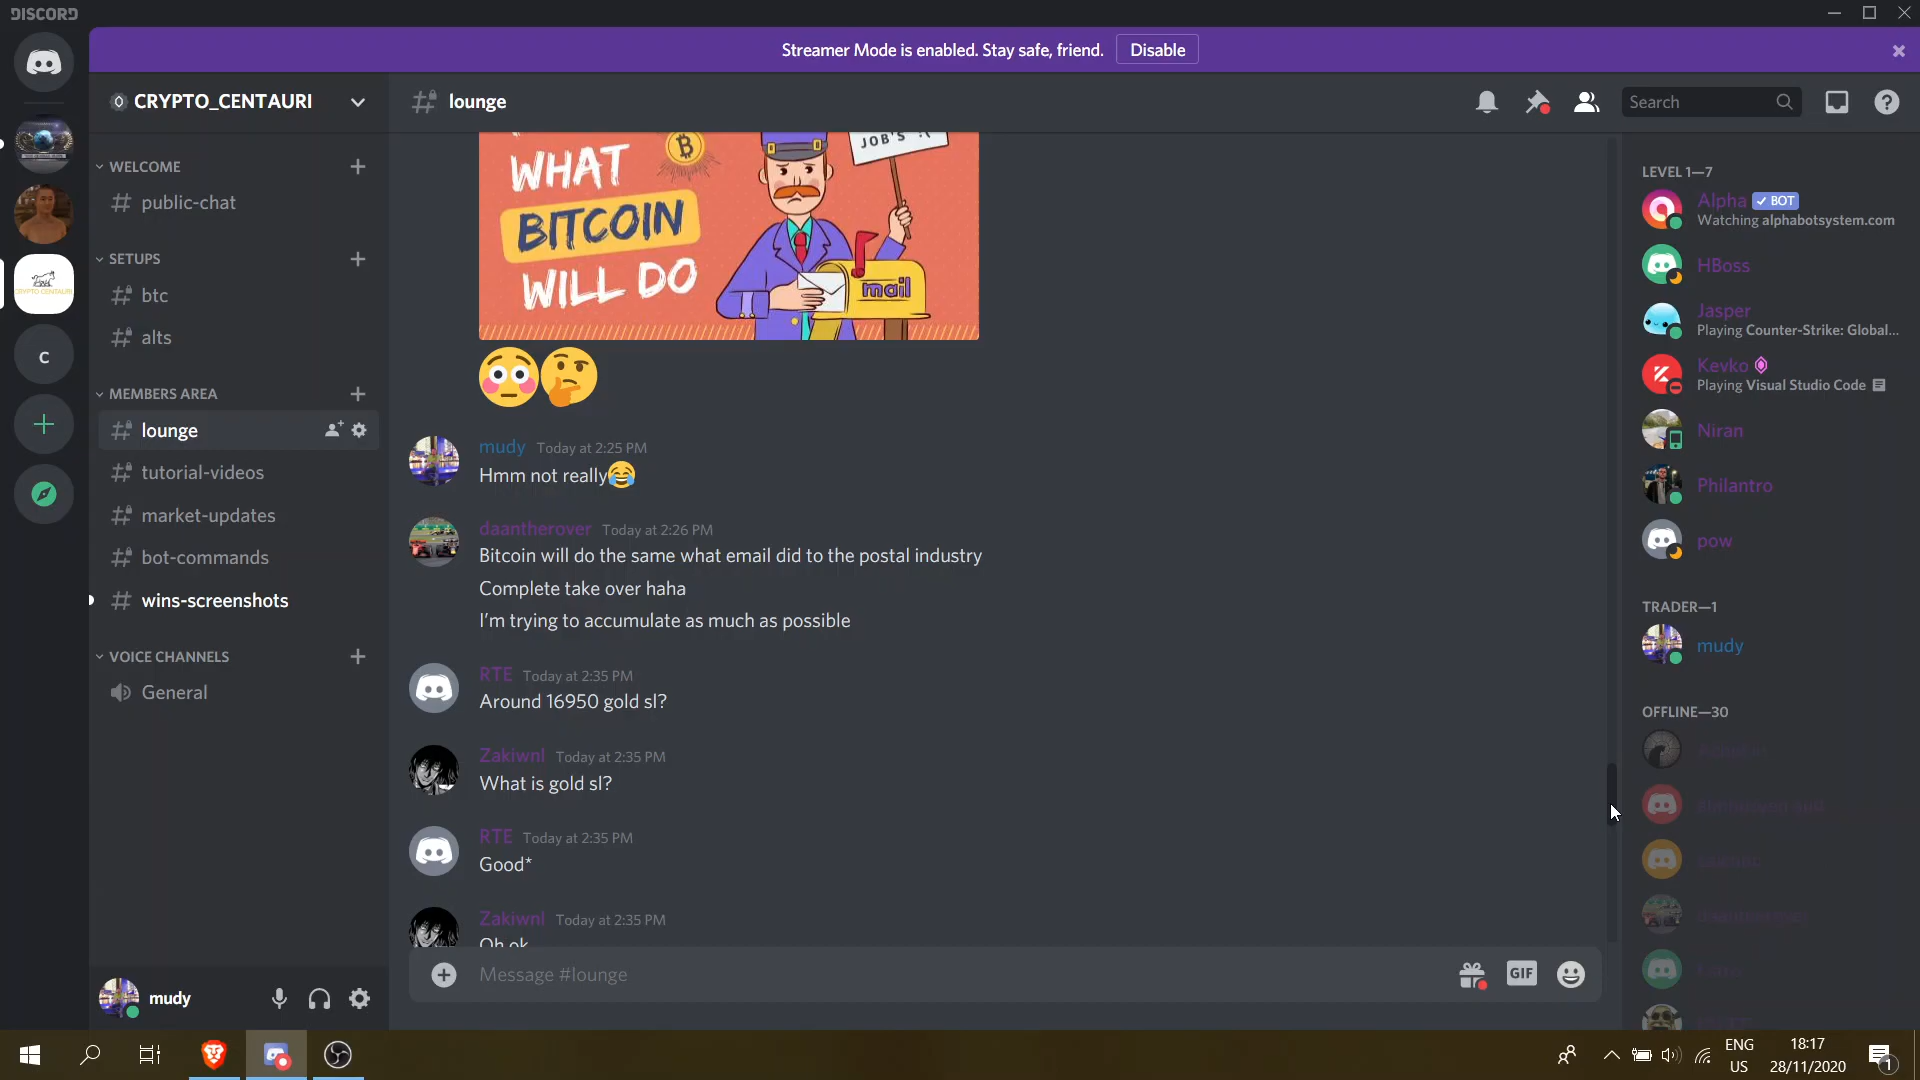 DISCORD
Streamer Mode is enabled. Stay safe, friend.
Disable
CRYPTO_CENTAURI
lounge
Search
WELCOME
public-chat
SETUPS
btc
alts
MEMBERS AREA
lounge
tutorial-videos
market-updates
bot-commands
wins-screenshots
VOICE CHANNELS
General
mudy
CRYPTO CENTAURI
c
WHAT
BITCOIN
WILL DO
JOB'S
mail
mudy Today at 2:25 PM
Hmm not really😂
daantherover Today at 2:26 PM
Bitcoin will do the same what email did to the postal industry
Complete take over haha
I'm trying to accumulate as much as possible
RTE Today at 2:35 PM
Around 16950 gold sl?
Zakiwnl Today at 2:35 PM
What is gold sl?
RTE Today at 2:35 PM
Good*
Zakiwnl Today at 2:35 PM
Oh ok
Message #lounge
GIF
LEVEL 1—7
Alpha ✓ BOT
Watching alphabotsystem.com
HBoss
Jasper
Playing Counter-Strike: Global...
Kevko
Playing Visual Studio Code
Niran
Philantro
pow
TRADER—1
mudy
OFFLINE—30
daantherover
ENG
US
18:17
28/11/2020
1